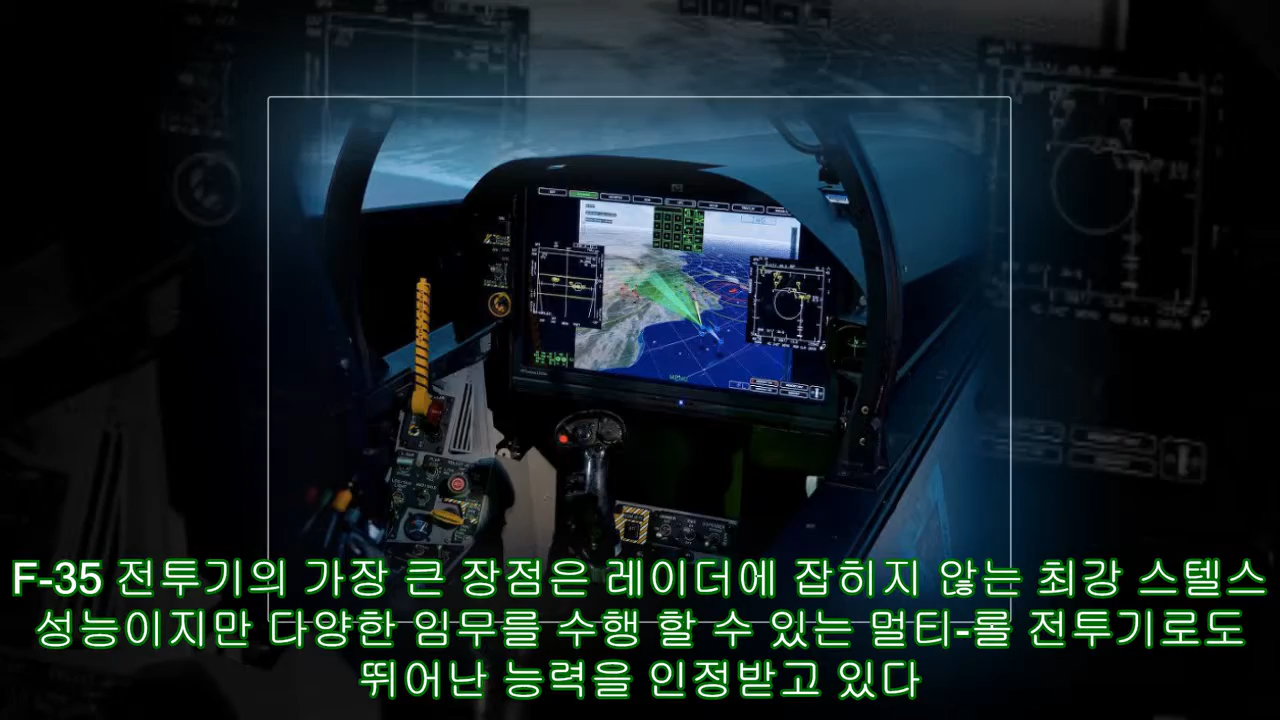 F-35 전투기의 가장 큰 장점은 레이더에 잡히지 않는 최강 스텔스
성능이지만 다양한 임무를 수행 할 수 있는 멀티-롤 전투기로도
뛰어난 능력을 인정받고 있다